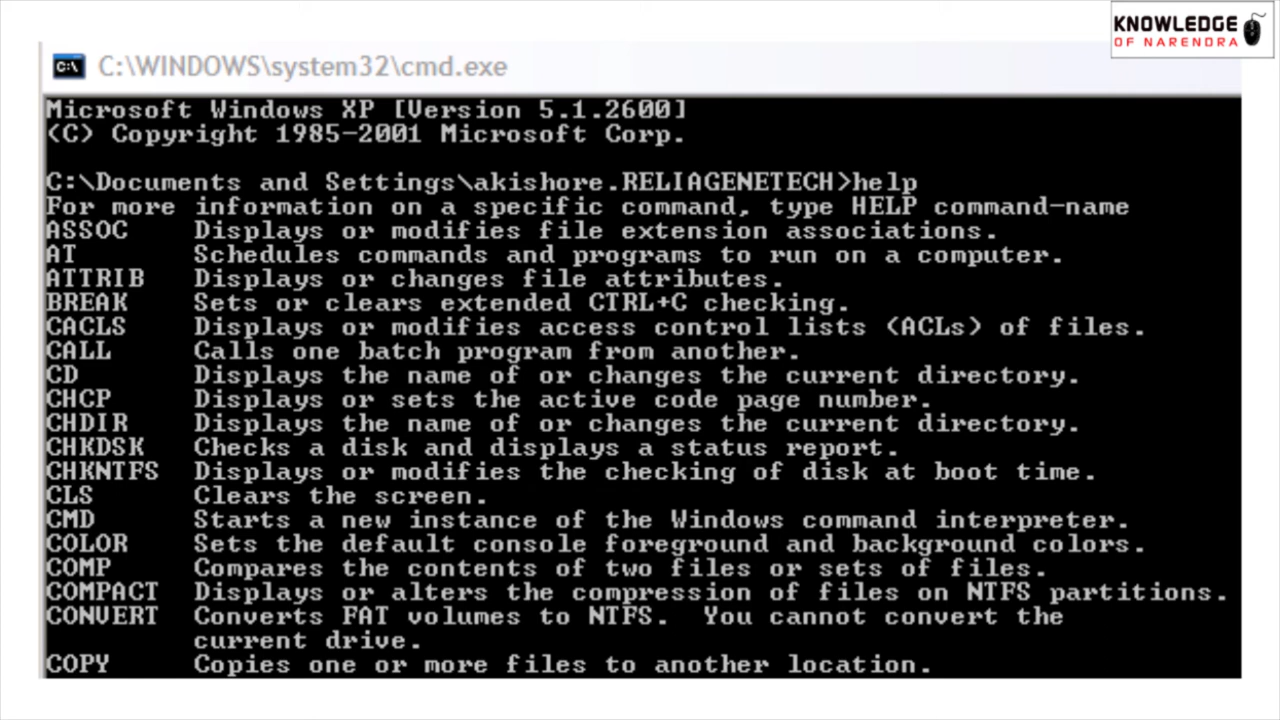 KNOWLEDGE
OF NARENDRA
C:\WINDOWS\system32\cmd.exe
Microsoft Windows XP [Version 5.1.2600]
(C) Copyright 1985-2001 Microsoft Corp.
C:\Documents and Settings\akishore.RELIAGENETECH>help
For more information on a specific command, type HELP command-name
ASSOC Displays or modifies file extension associations.
AT Schedules commands and programs to run on a computer.
ATTRIB Displays or changes file attributes.
BREAK Sets or clears extended CTRL+C checking.
CACLS Displays or modifies access control lists (ACLs) of files.
CALL Calls one batch program from another.
CD Displays the name of or changes the current directory.
CHCP Displays or sets the active code page number.
CHDIR Displays the name of or changes the current directory.
CHKDSK Checks a disk and displays a status report.
CHKNTFS Displays or modifies the checking of disk at boot time.
CLS Clears the screen.
CMD Starts a new instance of the Windows command interpreter.
COLOR Sets the default console foreground and background colors.
COMP Compares the contents of two files or sets of files.
COMPACT Displays or alters the compression of files on NTFS partitions.
CONVERT Converts FAT volumes to NTFS. You cannot convert the
current drive.
COPY Copies one or more files to another location.